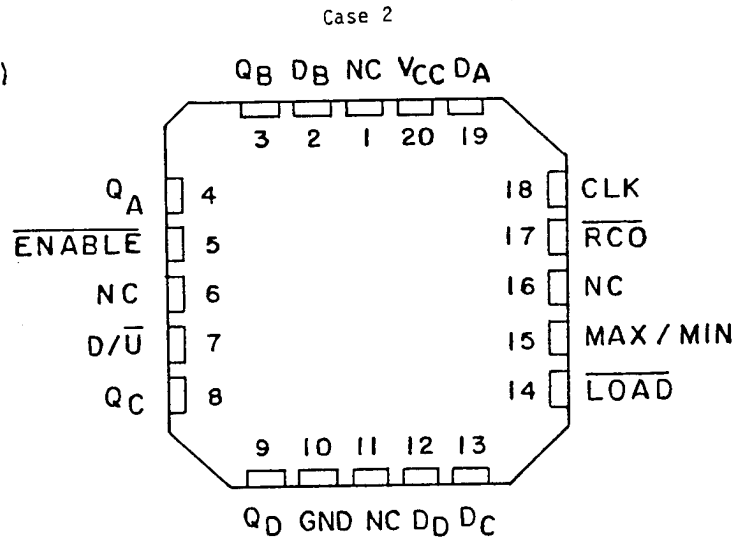 Case 2
)
QB DB NC VCC DA
3 2 1 20 19
QA 4 18 CLK
ENABLE 5 17 RCO
NC 6 16 NC
D/U 7 15 MAX / MIN
QC 8 14 LOAD
9 10 11 12 13
QD GND NC DD DC